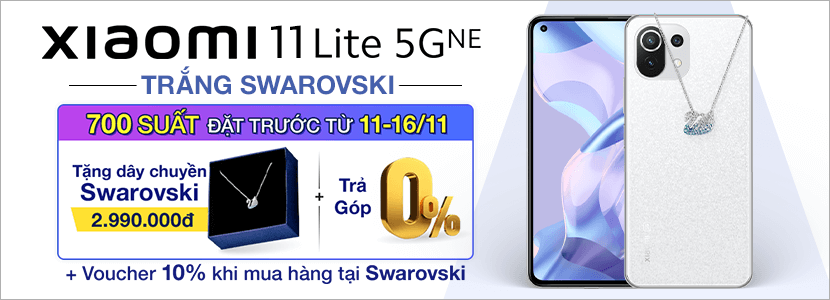 xiaomi 11 Lite 5G NE
TRẮNG SWAROVSKI
700 SUẤT ĐẶT TRƯỚC TỪ 11-16/11
Tặng dây chuyền
Swarovski
2.990.000đ
+
Trả
Góp
0%
+ Voucher 10% khi mua hàng tại Swarovski
XIAOMI